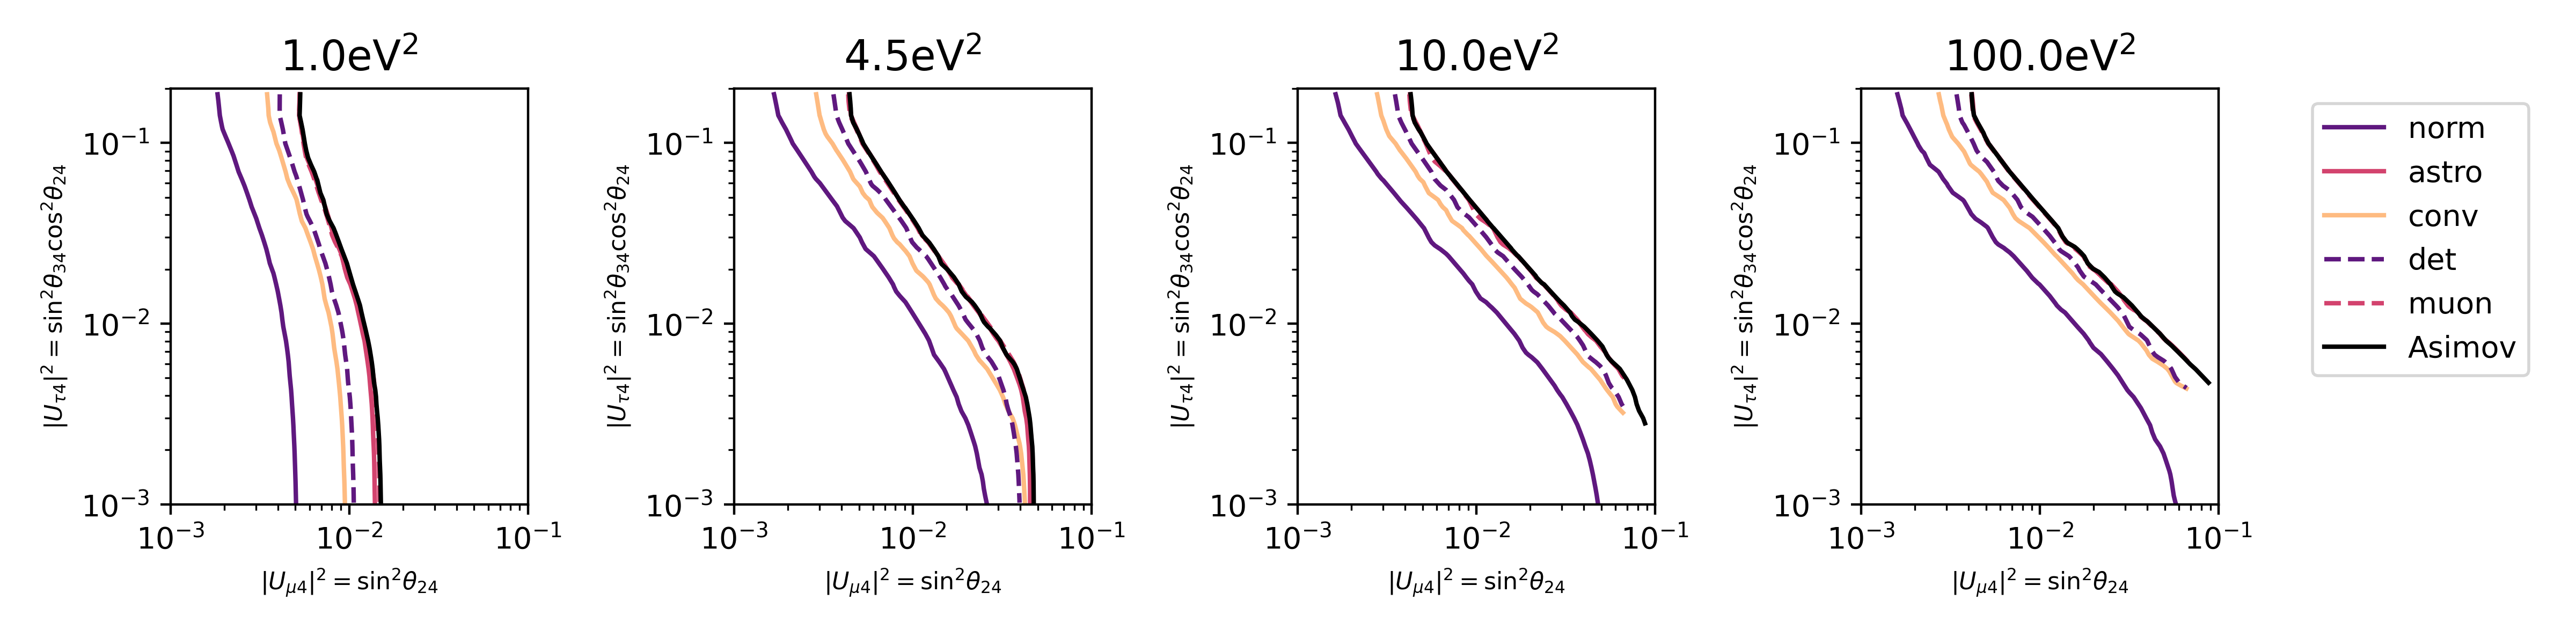 1.0eV²
4.5eV²
10.0eV²
100.0eV²
10⁻¹
10⁻²
10⁻³
|U_τ4|² = sin²θ₃₄cos²θ₂₄
10⁻³ 10⁻² 10⁻¹
|U_μ4|² = sin²θ₂₄
10⁻¹
10⁻²
10⁻³
|U_τ4|² = sin²θ₃₄cos²θ₂₄
10⁻³ 10⁻² 10⁻¹
|U_μ4|² = sin²θ₂₄
10⁻¹
10⁻²
10⁻³
|U_τ4|² = sin²θ₃₄cos²θ₂₄
10⁻³ 10⁻² 10⁻¹
|U_μ4|² = sin²θ₂₄
10⁻¹
10⁻²
10⁻³
|U_τ4|² = sin²θ₃₄cos²θ₂₄
10⁻³ 10⁻² 10⁻¹
|U_μ4|² = sin²θ₂₄
norm
astro
conv
det
muon
Asimov